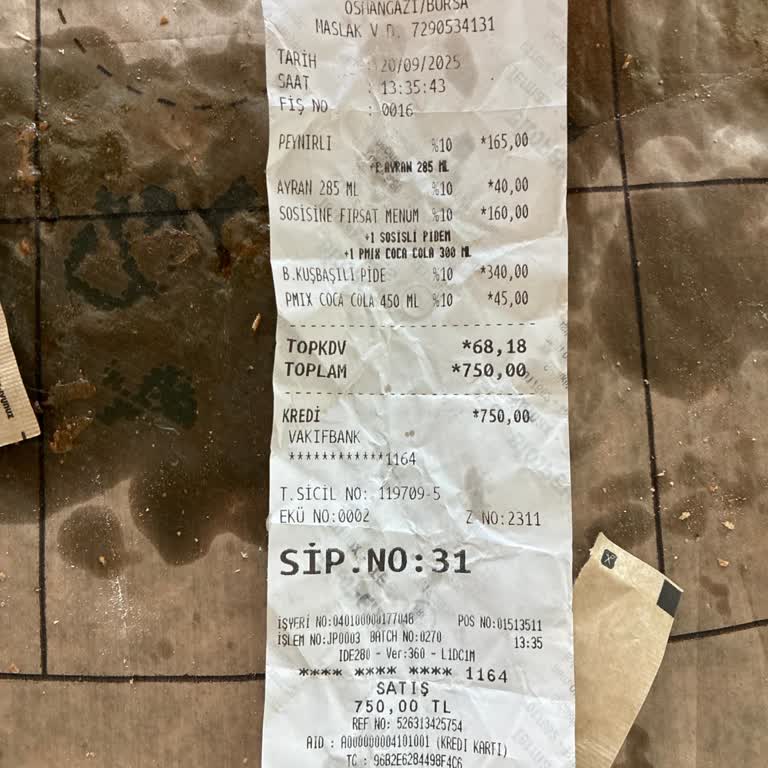 OSMANGAZİ/BURSA
MASLAK V D. 7290534131
TARİH : 20/09/2025
SAAT : 13:35:43
FİŞ NO : 0016
PEYNIRLI %10 *165,00
AYRAN 285 ML
AYRAN 285 ML %10 *40,00
SOSİSİNE FIRSAT MENUM %10 *160,00
+1 SOSİSLİ PİDEM
+1 PMIX COCA COLA 300 ML
B.KUŞBAŞILI PİDE %10 *340,00
PMIX COCA COLA 450 ML %10 *45,00
TOPKDV *68,18
TOPLAM *750,00
KREDİ *750,00
VAKIFBANK
************1164
T.SİCİL NO: 119709-5
EKÜ NO:0002 Z NO:2311
SİP.NO:31
İŞYERİ NO:040100000177048 POS NO:01513511
İŞLEM NO:JP0003 BATCH NO:0270 13:35
IDE280 - Ver:360 - L1DC1M
**** **** **** 1164
SATIŞ
750,00 TL
REF NO: 526313425754
AID : A000000004101001 (KREDI KARTI)
TC : 96B2E6284498F4C6